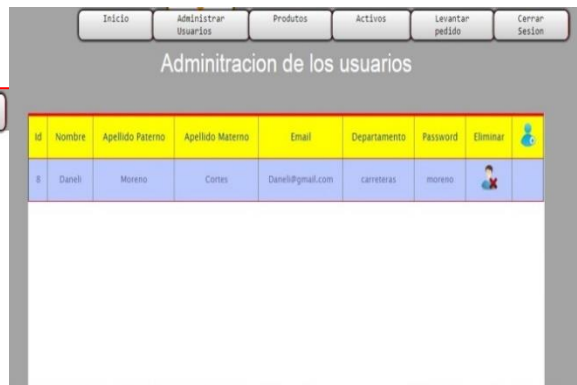 Inicio
Administrar
Usuarios
Produtos
Activos
Levantar
pedido
Cerrar
Sesion
Adminitracion de los usuarios
Id Nombre Apellido Paterno Apellido Materno Email Departamento Password Eliminar
8 Daneli Moreno Cortes Daneli@gmail.com carreteras moreno